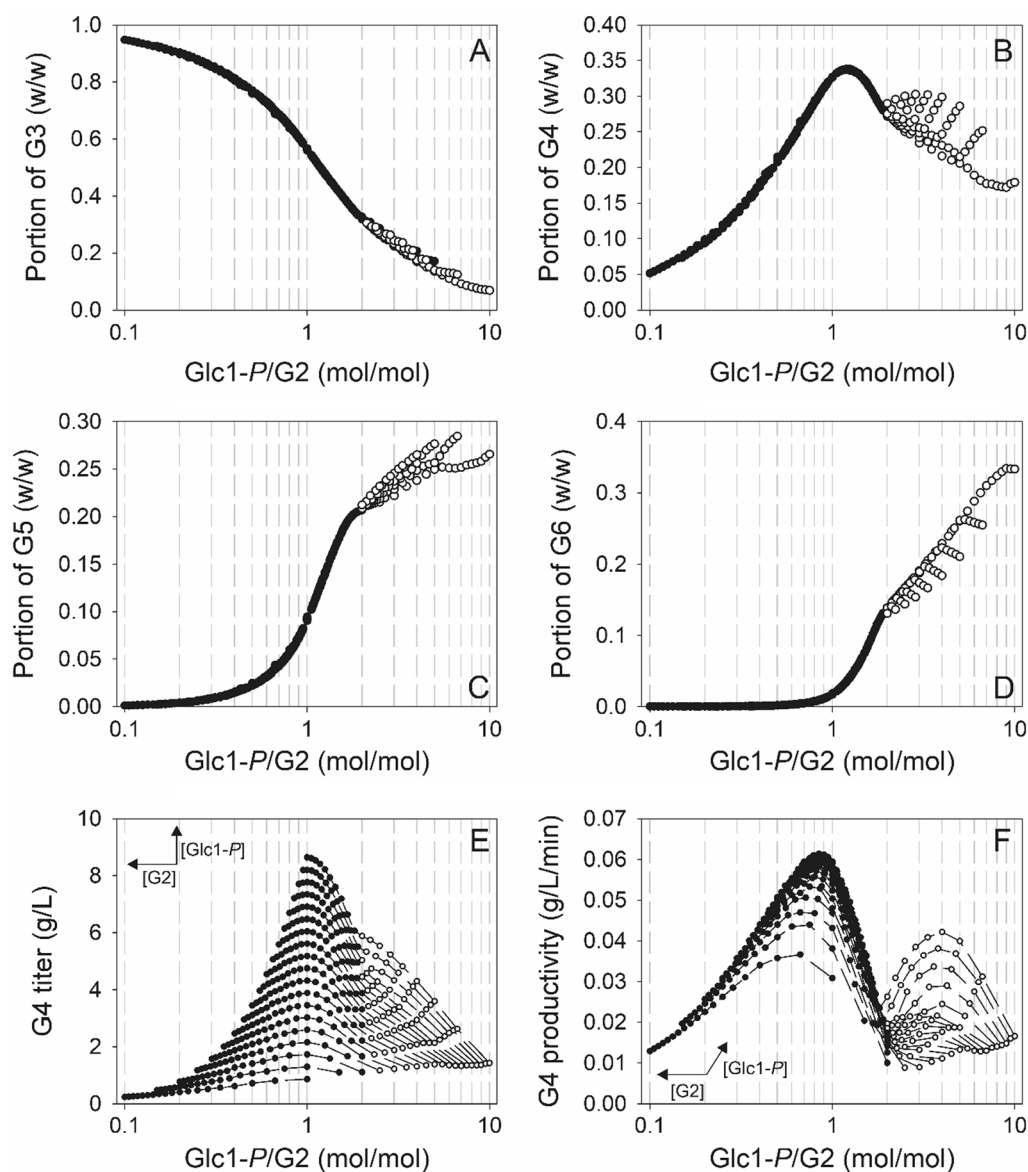 A
Portion of G3 (w/w)
1.0
0.8
0.6
0.4
0.2
0.0
0.1
1
10
Glc1-P/G2 (mol/mol)
B
Portion of G4 (w/w)
0.40
0.35
0.30
0.25
0.20
0.15
0.10
0.05
0.00
0.1
1
10
Glc1-P/G2 (mol/mol)
C
Portion of G5 (w/w)
0.30
0.25
0.20
0.15
0.10
0.05
0.00
0.1
1
10
Glc1-P/G2 (mol/mol)
D
Portion of G6 (w/w)
0.4
0.3
0.2
0.1
0.0
0.1
1
10
Glc1-P/G2 (mol/mol)
E
G4 titer (g/L)
10
8
6
4
2
0
[Glc1-P]
[G2]
0.1
1
10
Glc1-P/G2 (mol/mol)
F
G4 productivity (g/L/min)
0.07
0.06
0.05
0.04
0.03
0.02
0.01
0.00
[Glc1-P]
[G2]
0.1
1
10
Glc1-P/G2 (mol/mol)